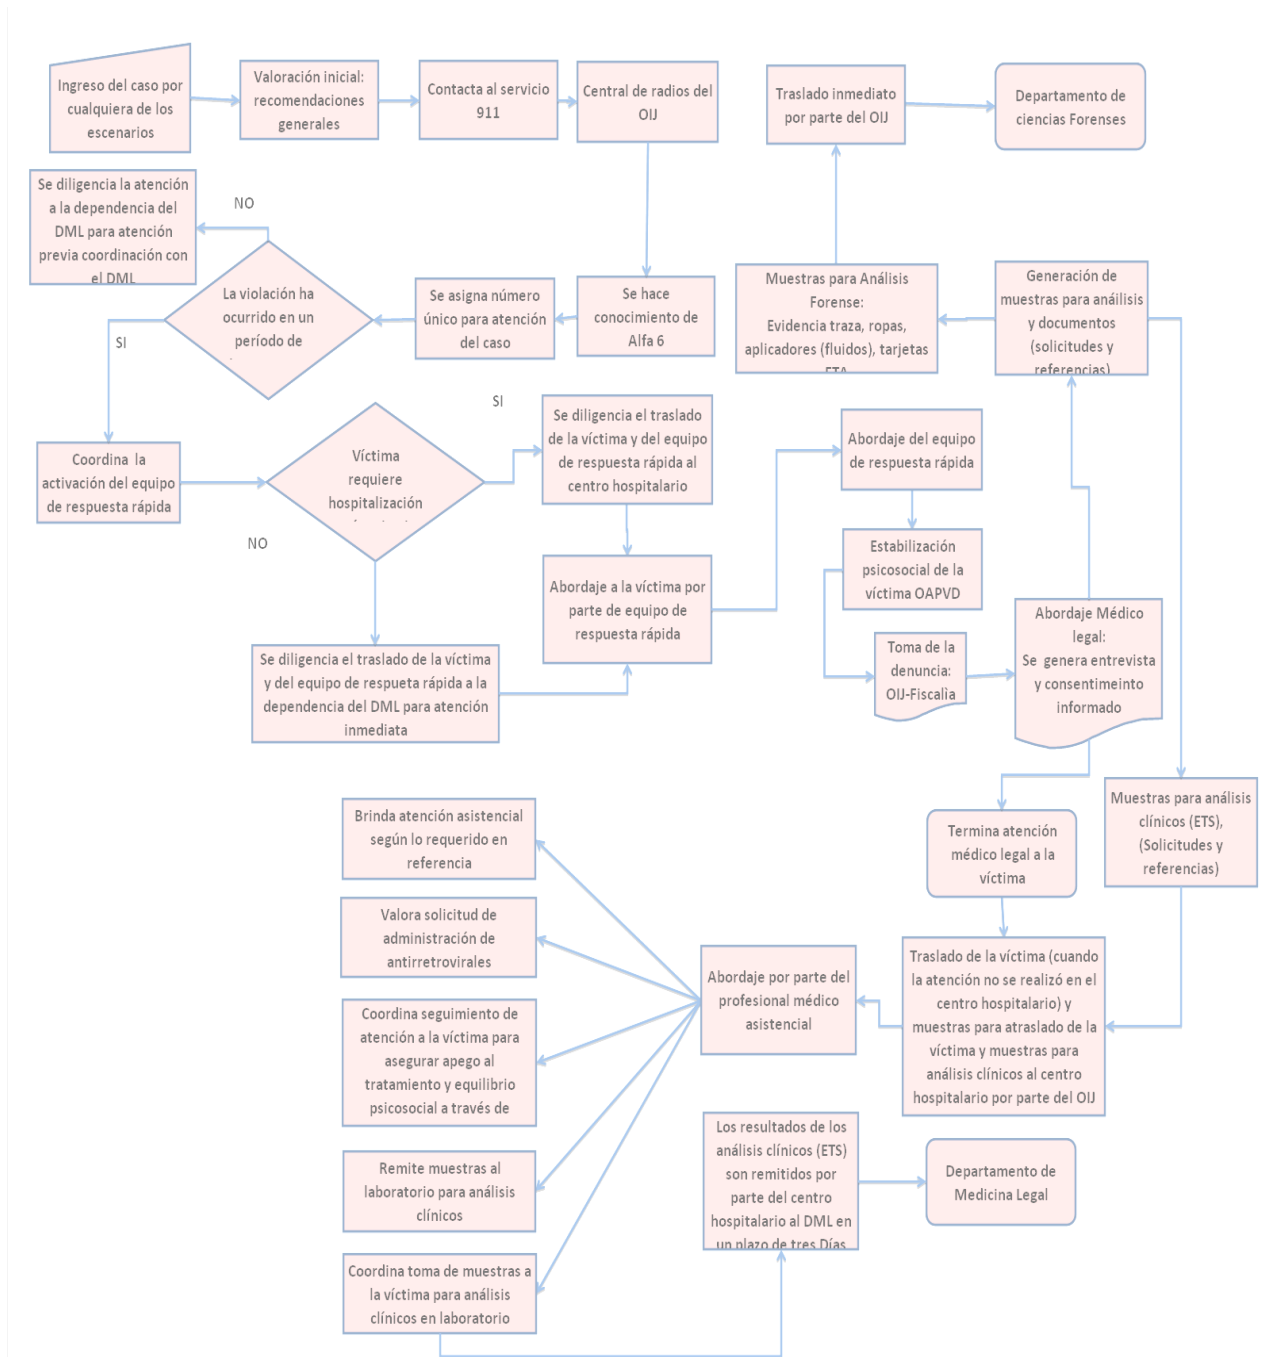 Ingreso del caso por
cualquiera de los
escenarios
Valoración inicial:
recomendaciones
generales
Contacta al servicio
911
Central de radios del
OIJ
Traslado inmediato
por parte del OIJ
Departamento de
ciencias Forenses
Se diligencia la atención
a la dependencia del
DML para atención
previa coordinación con
el DML
NO
La violación ha
ocurrido en un
período de
SI
Se asigna número
único para atención
del caso
Se hace
conocimiento de
Alfa 6
Muestras para Análisis
Forense:
Evidencia traza, ropas,
aplicadores (fluidos), tarjetas
FTA
Generación de
muestras para anáilisis
y documentos
(solicitudes y
referencias)
Coordina la
activación del equipo
de respuesta rápida
Víctima
requiere
hospitalización
SI
NO
Se diligencia el traslado
de la víctima y del equipo
de respuesta rápida al
centro hospitalario
Abordaje a la víctima por
parte de equipo de
respuesta rápida
Se diligencia el traslado de la víctima
y del equipo de respueta rápida a la
dependencia del DML para atención
inmediata
Abordaje del equipo
de respuesta rápida
Estabilización
psicosocial de la
víctima OAPVD
Toma de la
denuncia:
OIJ-Fiscalìa
Abordaje Médico
legal:
Se genera entrevista
y consentimeinto
informado
Termina atención
médico legal a la
víctima
Muestras para análisis
clínicos (ETS),
(Solicitudes y
referencias)
Traslado de la víctima (cuando
la atención no se realizó en el
centro hospitalario) y
muestras para atraslado de la
víctima y muestras para
análisis clínicos al centro
hospitalario por parte del OIJ
Abordaje por parte del
profesional médico
asistencial
Brinda atención asistencial
según lo requerido en
referencia
Valora solicitud de
administración de
antirretrovirales
Coordina seguimiento de
atención a la víctima para
asegurar apego al
tratamiento y equilibrio
psicosocial a través de
Remite muestras al
laboratorio para análisis
clínicos
Coordina toma de muestras a
la víctima para análisis
clínicos en laboratorio
Los resultados de los
análisis clínicos (ETS)
son remitidos por
parte del centro
hospitalario al DML en
un plazo de tres Días
Departamento de
Medicina Legal